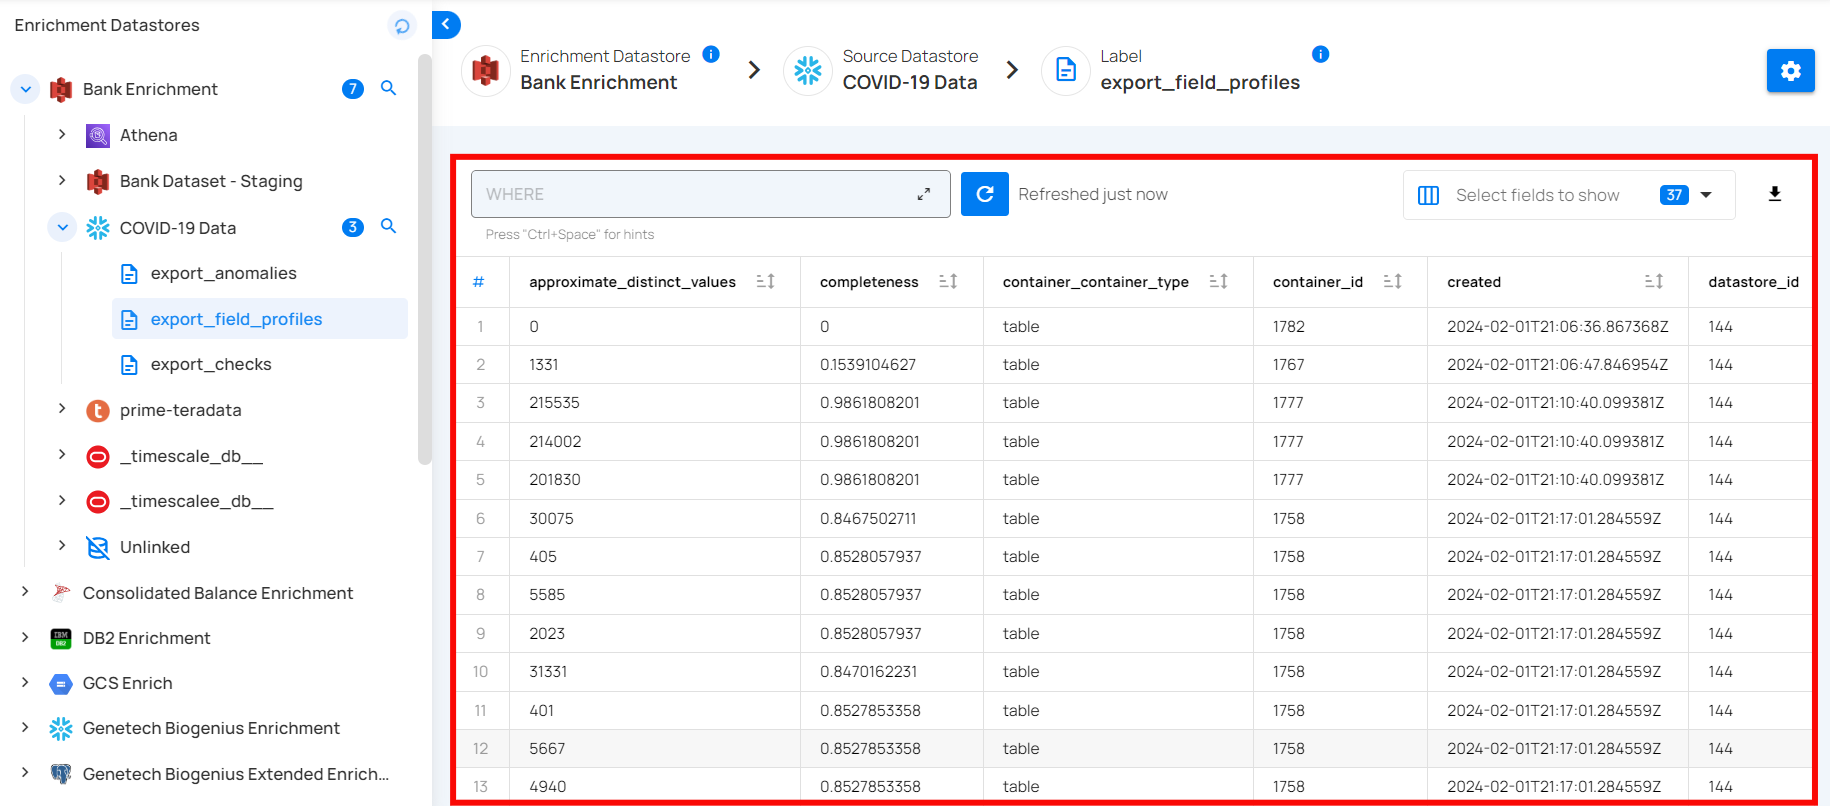 Enrichment Datastores
Bank Enrichment 7
Athena
Bank Dataset - Staging
COVID-19 Data 3
export_anomalies
export_field_profiles
export_checks
prime-teradata
_timescale_db__
_timescalee_db__
Unlinked
Consolidated Balance Enrichment
IBM DB2 DB2 Enrichment
GCS Enrich
Genetech Biogenius Enrichment
Genetech Biogenius Extended Enrich...
Enrichment Datastore
Bank Enrichment
Source Datastore
COVID-19 Data
Label
export_field_profiles
WHERE
Refreshed just now
Select fields to show 37
Press "Ctrl+Space" for hints
# approximate_distinct_values completeness container_container_type container_id created datastore_id
1 0 0 table 1782 2024-02-01T21:06:36.867368Z 144
2 1331 0.1539104627 table 1767 2024-02-01T21:06:47.846954Z 144
3 215535 0.9861808201 table 1777 2024-02-01T21:10:40.099381Z 144
4 214002 0.9861808201 table 1777 2024-02-01T21:10:40.099381Z 144
5 201830 0.9861808201 table 1777 2024-02-01T21:10:40.099381Z 144
6 30075 0.8467502711 table 1758 2024-02-01T21:17:01.284559Z 144
7 405 0.8528057937 table 1758 2024-02-01T21:17:01.284559Z 144
8 5585 0.8528057937 table 1758 2024-02-01T21:17:01.284559Z 144
9 2023 0.8528057937 table 1758 2024-02-01T21:17:01.284559Z 144
10 31331 0.8470162231 table 1758 2024-02-01T21:17:01.284559Z 144
11 401 0.8527853358 table 1758 2024-02-01T21:17:01.284559Z 144
12 5667 0.8527853358 table 1758 2024-02-01T21:17:01.284559Z 144
13 4940 0.8527853358 table 1758 2024-02-01T21:17:01.284559Z 144